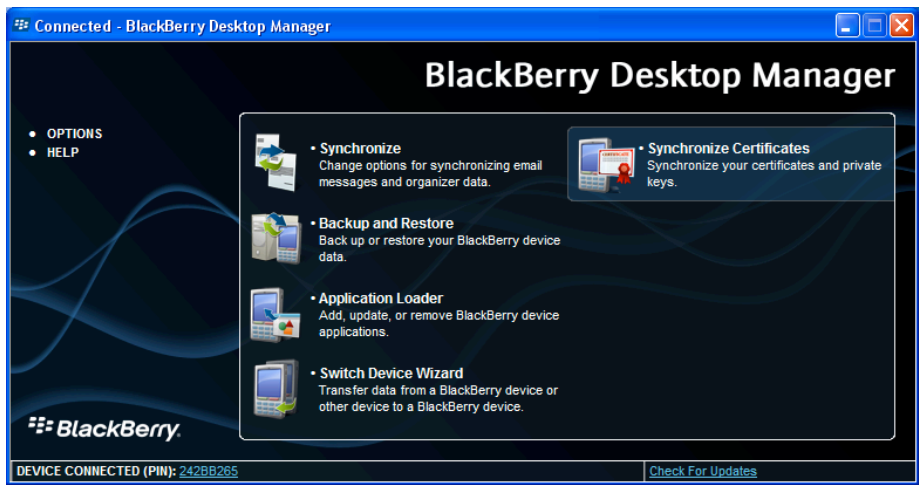 Connected - BlackBerry Desktop Manager
BlackBerry Desktop Manager
• OPTIONS
• HELP
• Synchronize
Change options for synchronizing email
messages and organizer data.
• Backup and Restore
Back up or restore your BlackBerry device
data.
• Application Loader
Add, update, or remove BlackBerry device
applications.
• Switch Device Wizard
Transfer data from a BlackBerry device or
other device to a BlackBerry device.
CERTIFICATE
• Synchronize Certificates
Synchronize your certificates and private
keys.
BlackBerry.
DEVICE CONNECTED (PIN): 242BB265
Check For Updates